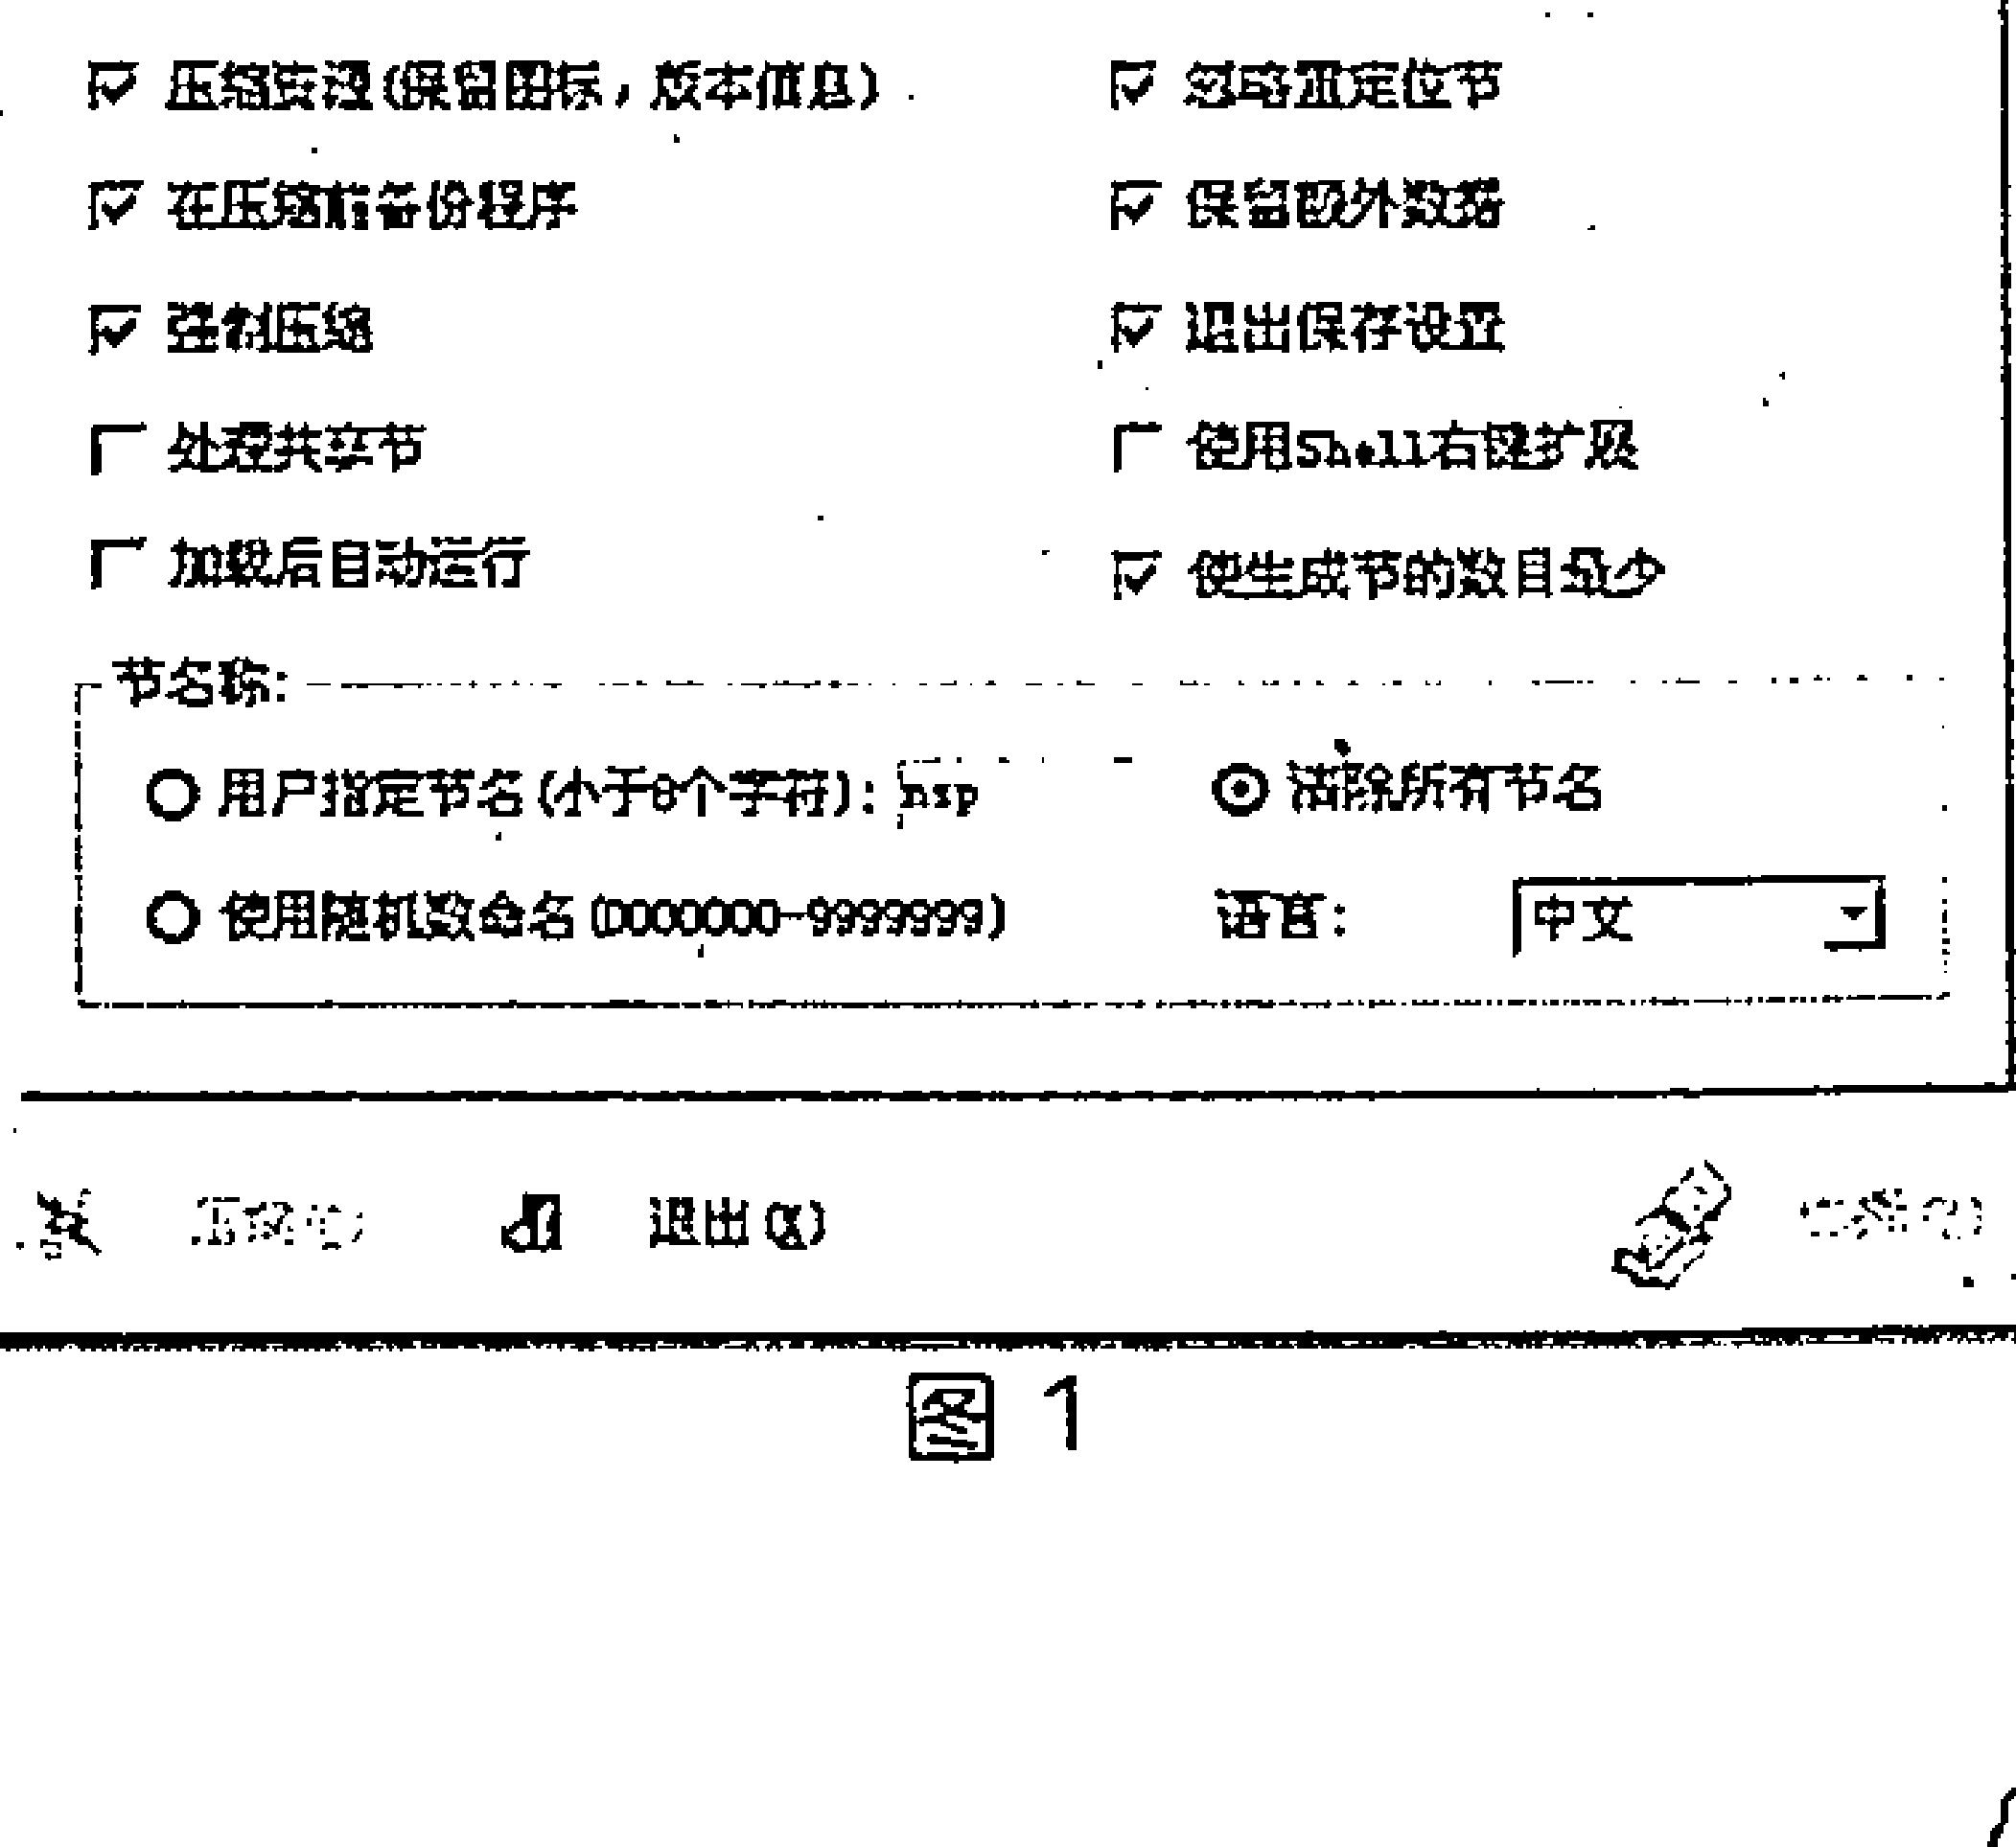 压缩资源(保留图标,版本信息)
忽略重定位节
在压缩前备份程序
保留额外数据
强制压缩
退出保存设置
处理共享节
使用Shell右键扩展
加载后自动运行
使生成节的数目最少
节名称:
用户指定节名(小于8个字符): nsp
清除所有节名
使用随机数命名(0000000-9999999)
语言: 中文
退出(X)
图 1